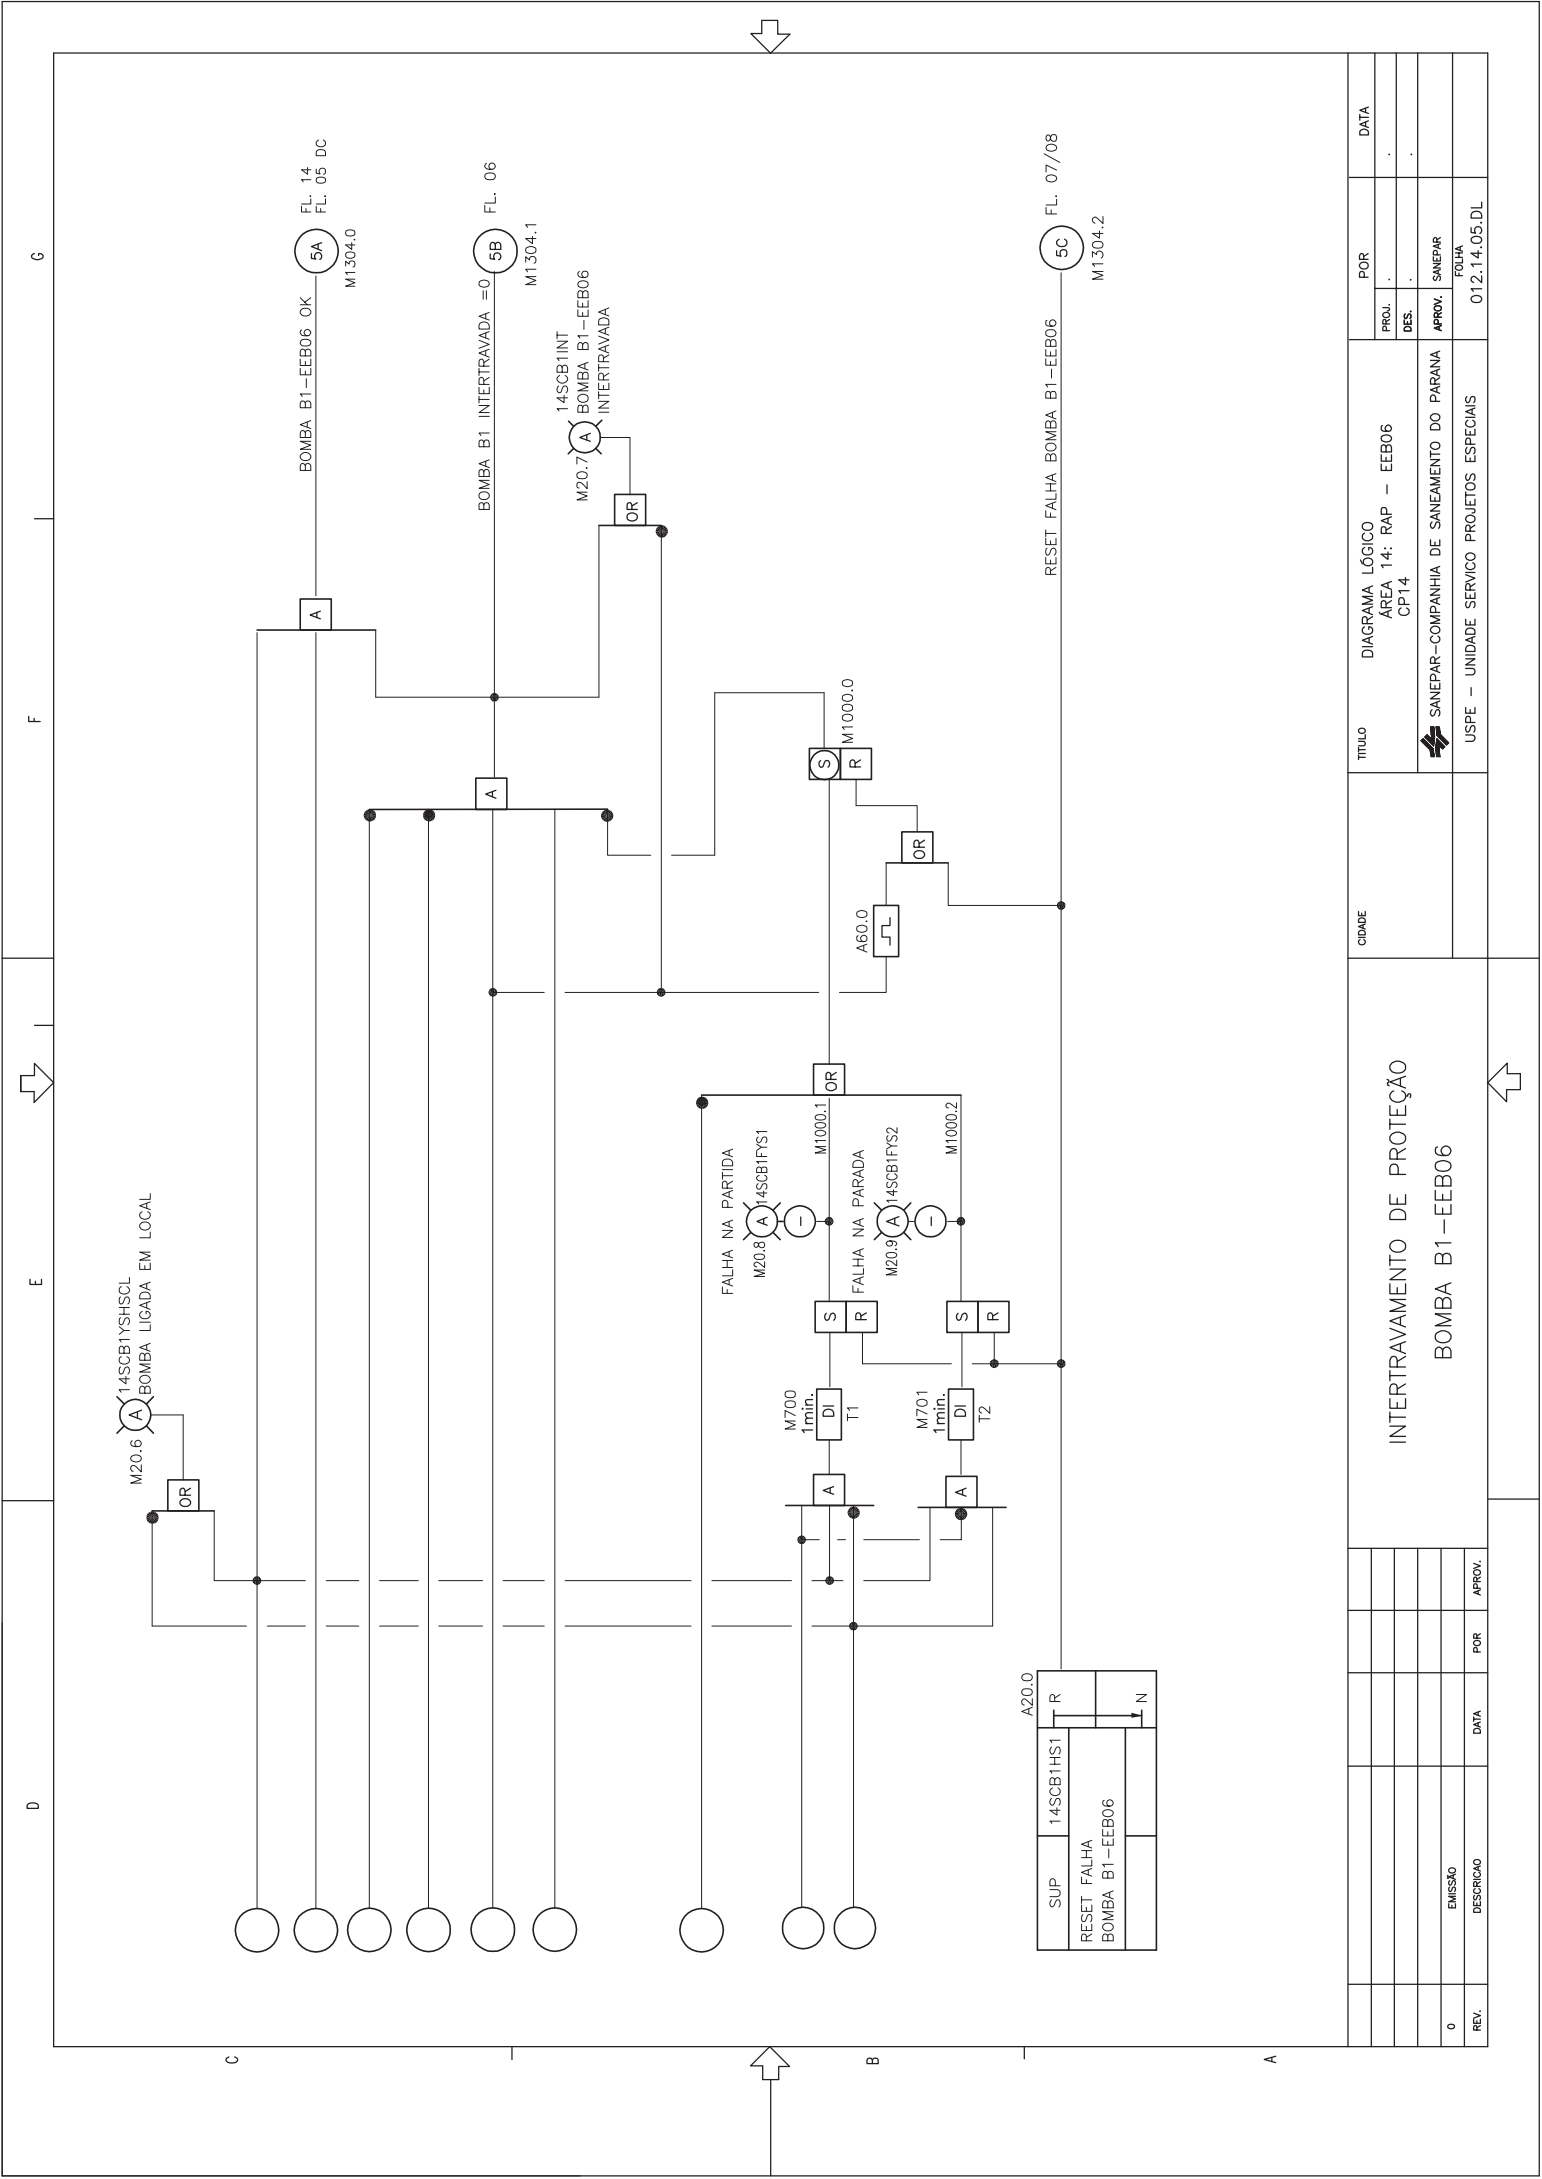 C
D
E
F
G
B
A
M20.6
14SCB1YSHSCL
BOMBA LIGADA EM LOCAL
A
OR
A
BOMBA B1-EEB06 OK
5A
FL. 14
FL. 05 DC
M1304.0
A
BOMBA B1 INTERTRAVADA =0
5B
FL. 06
M1304.1
14SCB1INT
BOMBA B1-EEB06
INTERTRAVADA
M20.7
A
OR
FALHA NA PARTIDA
M20.8
A
14SCB1FYS1
–
M1000.1
OR
S
R
M1000.0
A60.0
OR
A
M700
1min.
DI
T1
S
R
FALHA NA PARADA
M20.9
A
14SCB1FYS2
–
M1000.2
A
M701
1min.
DI
T2
S
R
A20.0
SUP
14SCB1HS1
R
N
RESET FALHA
BOMBA B1-EEB06
RESET FALHA BOMBA B1-EEB06
5C
FL. 07/08
M1304.2
0
EMISSÃO
REV.
DESCRICAO
DATA
POR
APROV.
INTERTRAVAMENTO DE PROTEÇÃO
BOMBA B1-EEB06
CIDADE
TITULO
DIAGRAMA LÓGICO
ÁREA 14: RAP - EEB06
CP14
SANEPAR-COMPANHIA DE SANEAMENTO DO PARANA
USPE - UNIDADE SERVICO PROJETOS ESPECIAIS
POR
DATA
PROJ.
.
.
DES.
.
.
APROV.
SANEPAR
FOLHA
012.14.05.DL